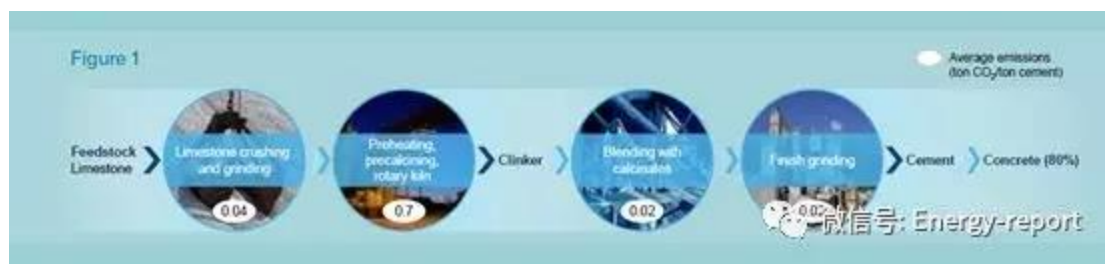 Figure 1
Average emissions
(ton CO₂/ton cement)
Feedstock
Limestone
Limestone crushing
and grinding
0.04
Preheating,
precalcining,
rotary kiln
0.7
Clinker
Blending with
calcinates
0.02
Finish grinding
0.02
Cement
Concrete (80%)
微信号: Energy-report